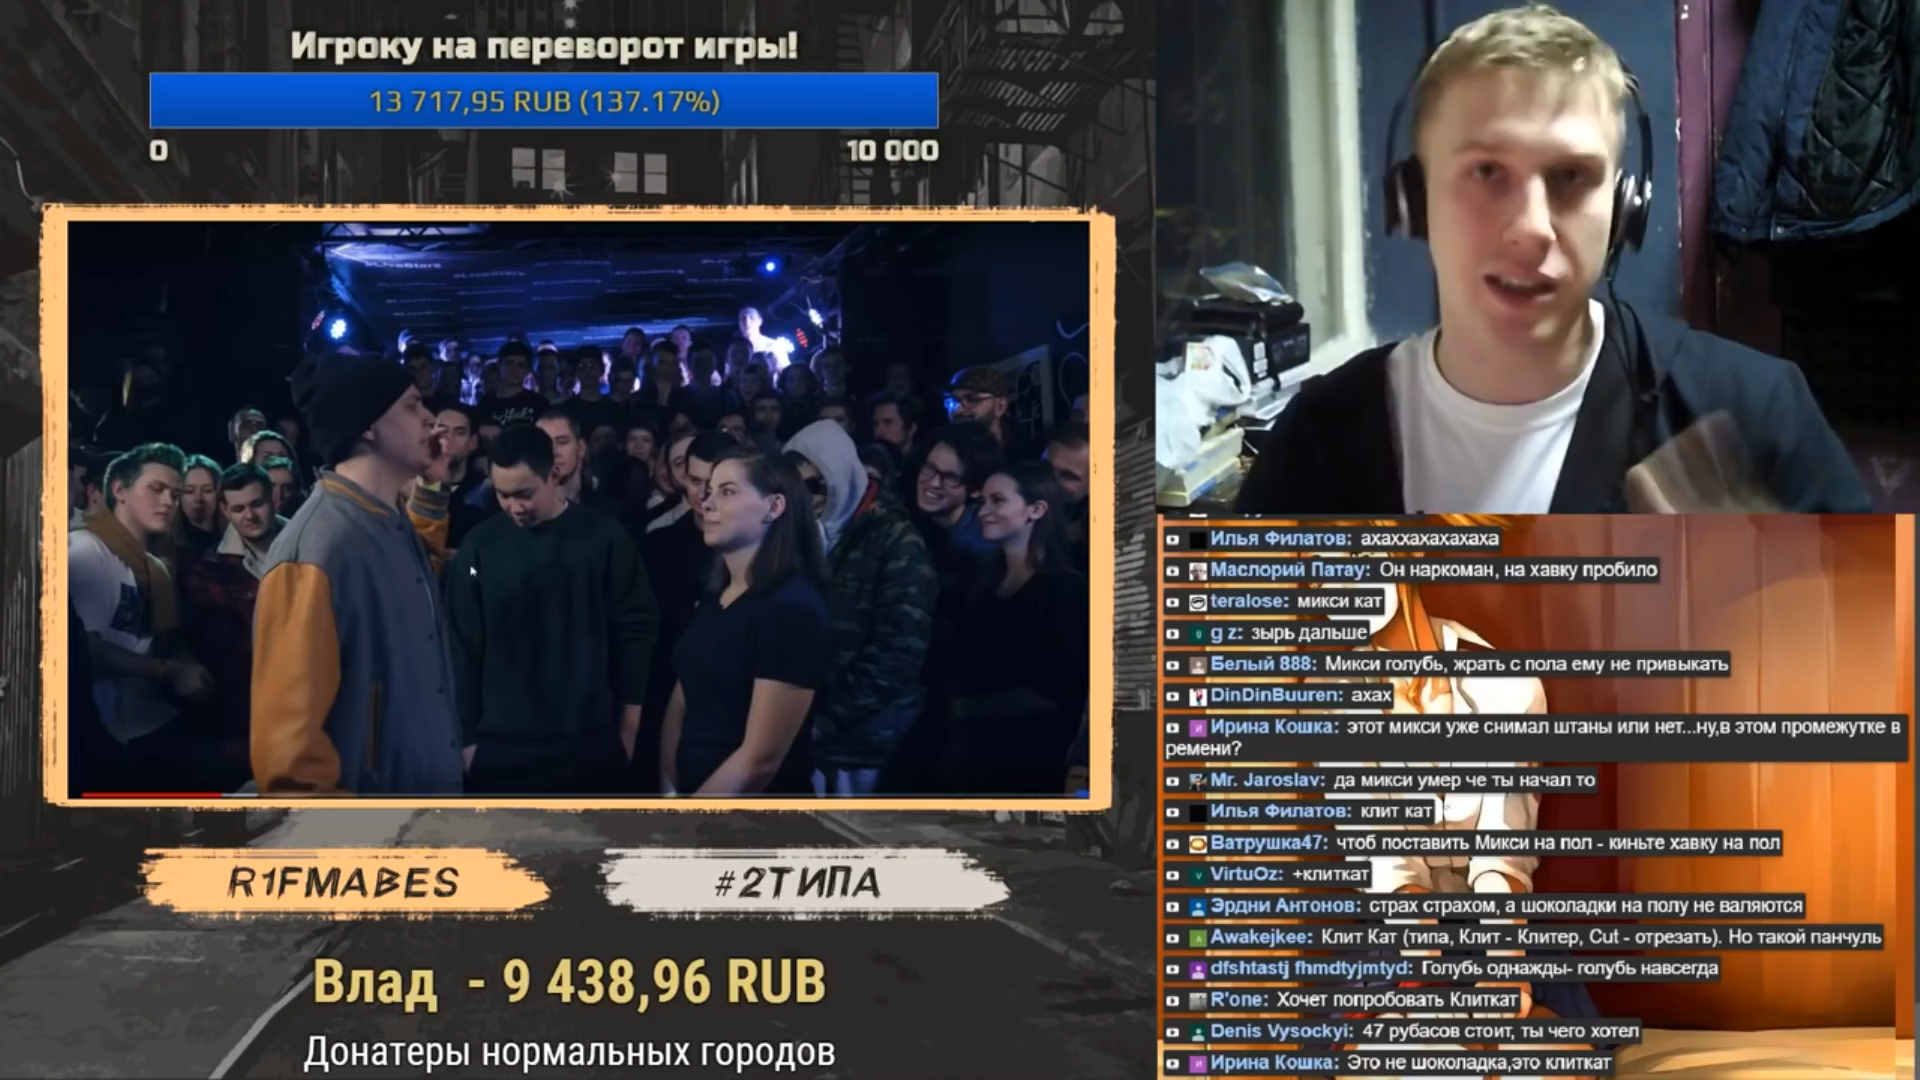 Игроку на переворот игры!
13 717,95 RUB (137.17%)
0
10 000
R1FMABES
#2ТИПА
Влад - 9 438,96 RUB
Донатеры нормальных городов
Илья Филатов: ахаххахахахаха
Маслорий Патау: Он наркоман, на хавку пробило
teralose: микси кат
g z: зырь дальше
Белый 888: Микси голубь, жрать с пола ему не привыкать
DinDinBuuren: ахах
Ирина Кошка: этот микси уже снимал штаны или нет...ну,в этом промежутке в
ремени?
Mr. Jaroslav: да микси умер че ты начал то
Илья Филатов: клит кат
Ватрушка47: чтоб поставить Микси на пол - киньте хавку на пол
VirtuOz: +клиткат
Эрдни Антонов: страх страхом, а шоколадки на полу не валяются
Awakejkee: Клит Кат (типа, Клит - Клитер, Cut - отрезать). Но такой панчуль
dfshtastj fhmdtyjmtyd: Голубь однажды- голубь навсегда
R'one: Хочет попробовать Клиткат
Denis Vysockyi: 47 рубасов стоит, ты чего хотел
Ирина Кошка: Это не шоколадка,это клиткат